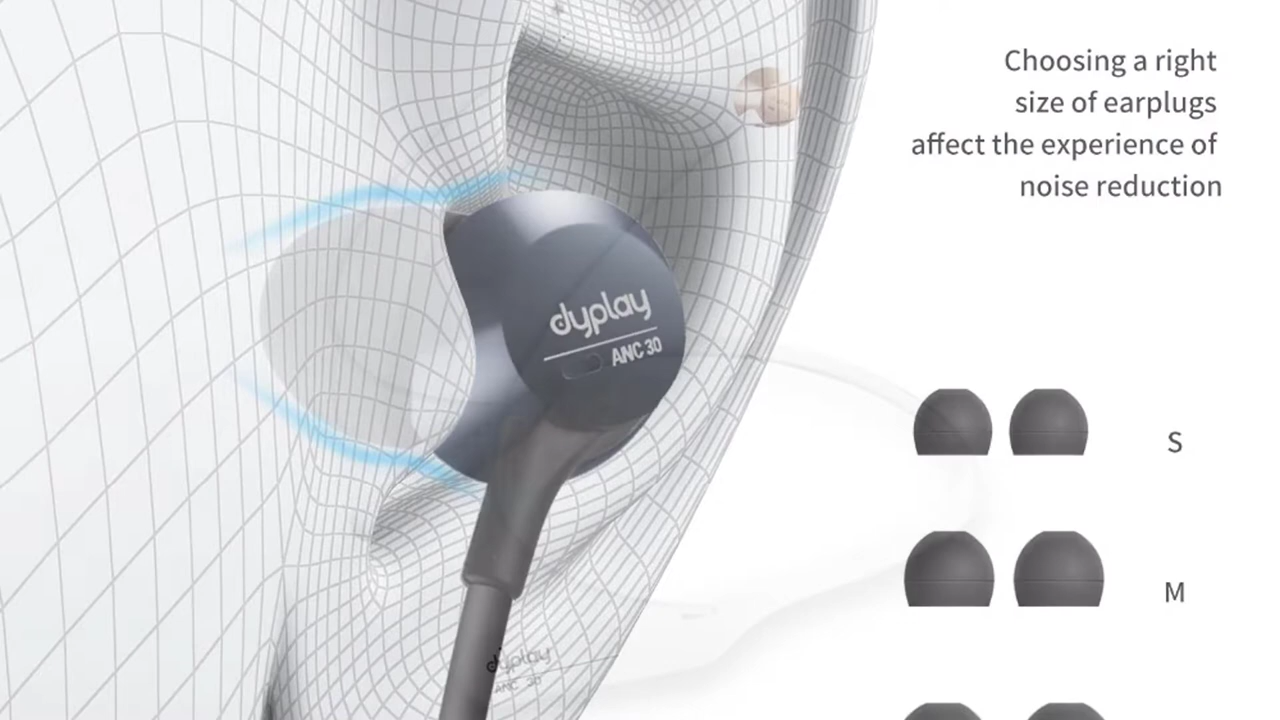 Choosing a right
size of earplugs
affect the experience of
noise reduction
dyplay
ANC 30
S
M
dyplay
ANC 30